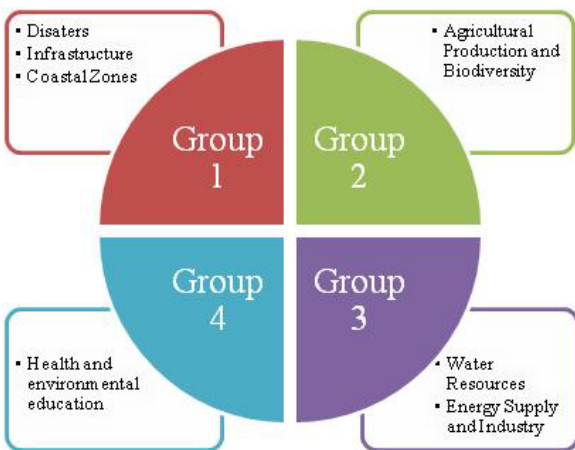 ▪ Disaters
▪ Infrastructure
▪ Coastal Zones
▪ Agricultural
Production and
Biodiversity
Group
1
Group
2
Group
4
Group
3
▪ Health and
environmental
education
▪ Water
Resources
▪ Energy Supply
and Industry